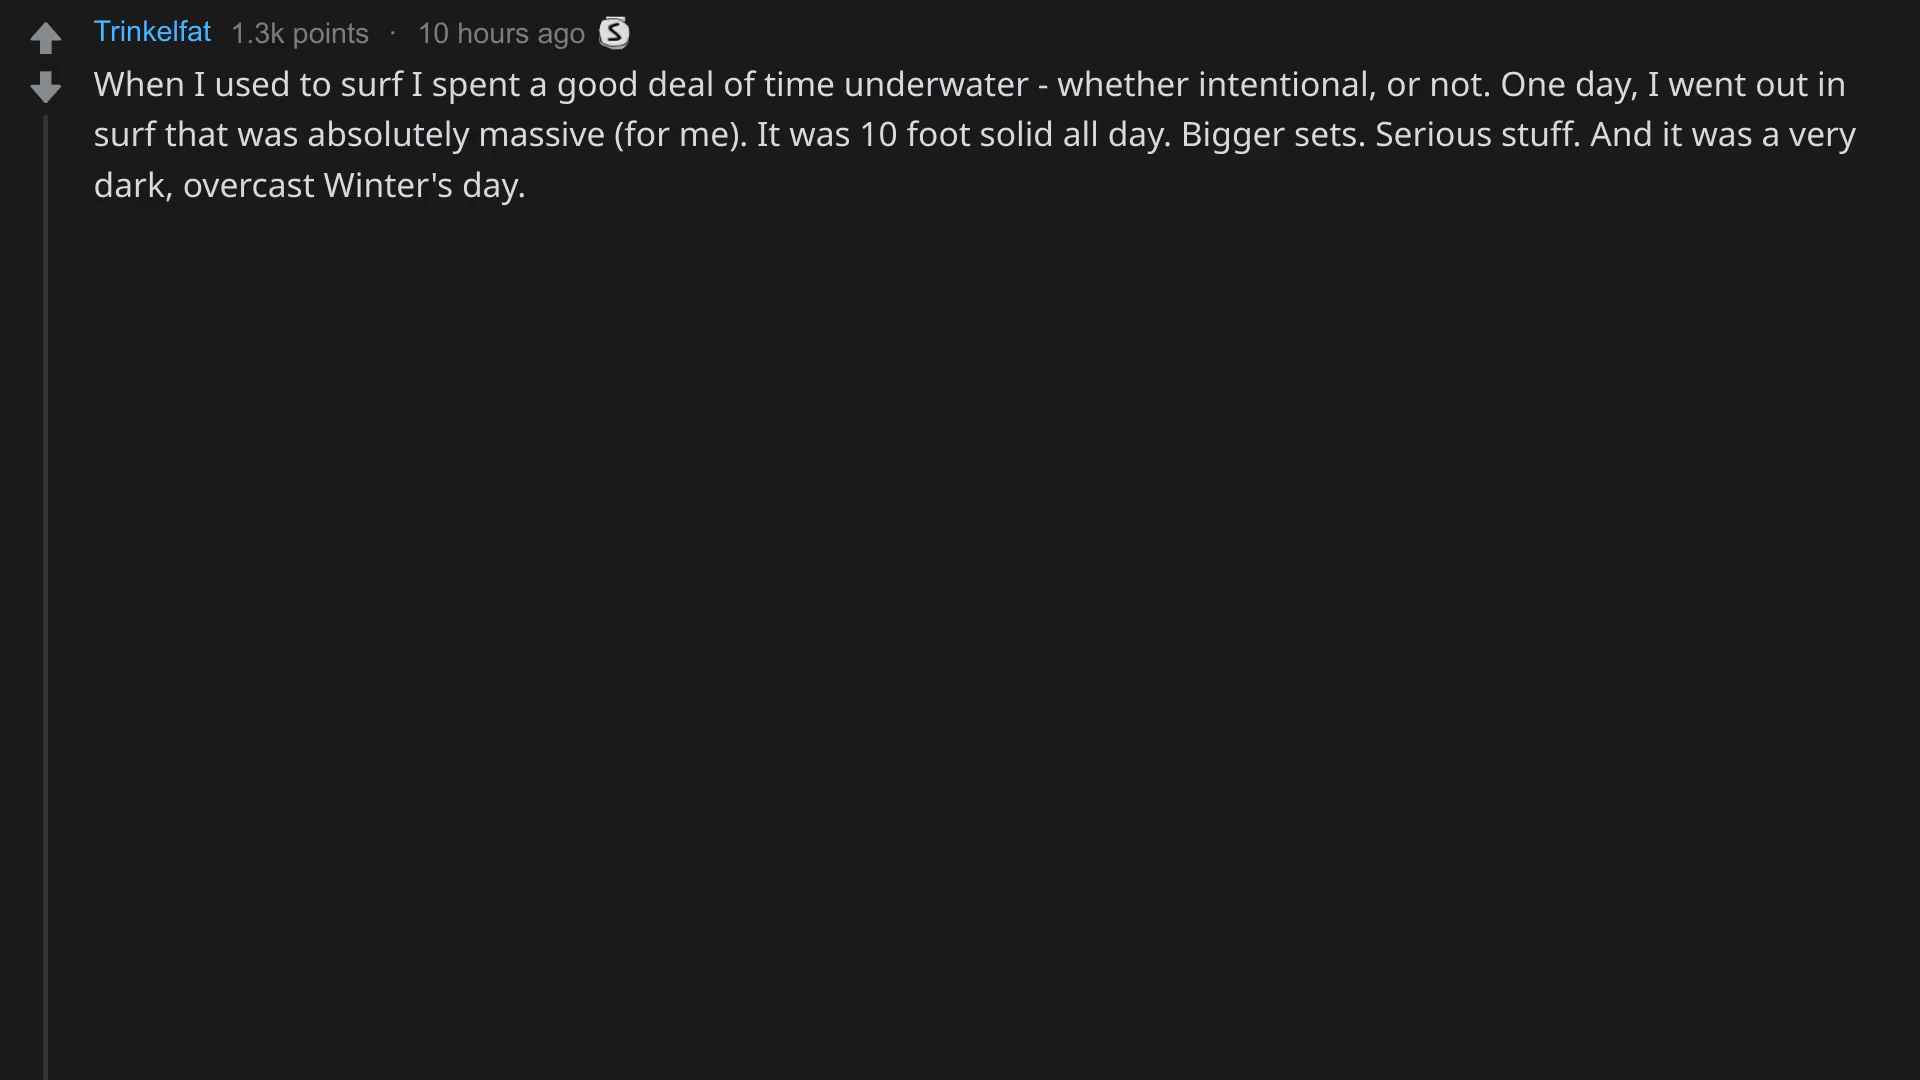 Trinkelfat 1.3k points · 10 hours ago S
When I used to surf I spent a good deal of time underwater - whether intentional, or not. One day, I went out in
surf that was absolutely massive (for me). It was 10 foot solid all day. Bigger sets. Serious stuff. And it was a very
dark, overcast Winter's day.